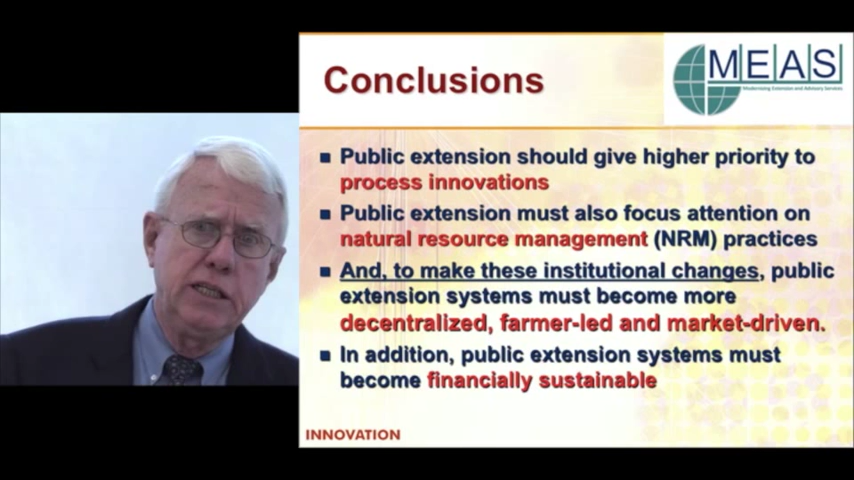 Conclusions
MEAS
Modernizing Extension and Advisory Services
Public extension should give higher priority to
process innovations
Public extension must also focus attention on
natural resource management (NRM) practices
And, to make these institutional changes, public
extension systems must become more
decentralized, farmer-led and market-driven.
In addition, public extension systems must
become financially sustainable
INNOVATION